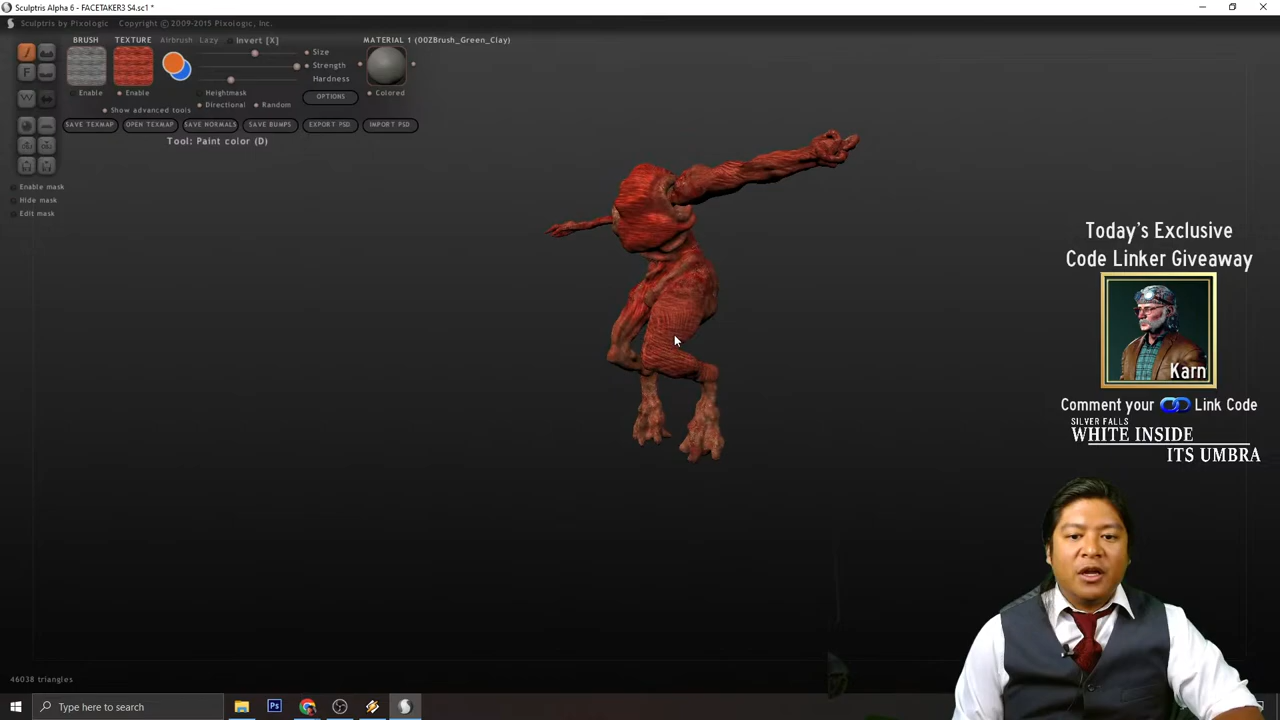 Sculptris Alpha 6 - FACETAKER3 S4.sc1 *
Sculptris by Pixologic Copyright © 2009-2015 Pixologic, Inc.
BRUSH
TEXTURE
Airbrush
Lazy
Invert [X]
Size
Strength
Hardness
MATERIAL 1 (00ZBrush_Green_Clay)
F
Enable
Enable
Heightmask
OPTIONS
Colored
Directional
Random
Show advanced tools
SAVE TEXMAP
OPEN TEXMAP
SAVE NORMALS
SAVE BUMPS
EXPORT PSD
IMPORT PSD
Tool: Paint color (D)
Enable mask
Hide mask
Edit mask
Today's Exclusive
Code Linker Giveaway
Karn
Comment your Link Code
SILVER FALLS
WHITE INSIDE
ITS UMBRA
46038 triangles
Type here to search
Ps